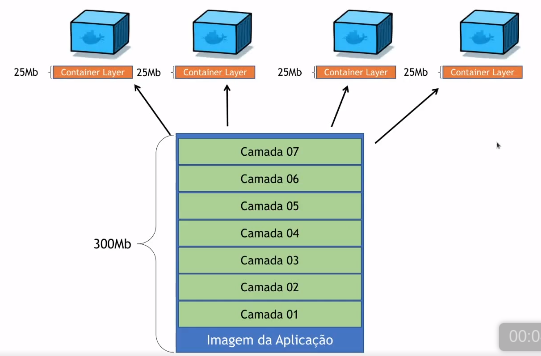 25Mb
Container Layer
25Mb
Container Layer
25Mb
Container Layer
25Mb
Container Layer
Camada 07
Camada 06
Camada 05
Camada 04
300Mb
Camada 03
Camada 02
Camada 01
Imagem da Aplicação
00:0